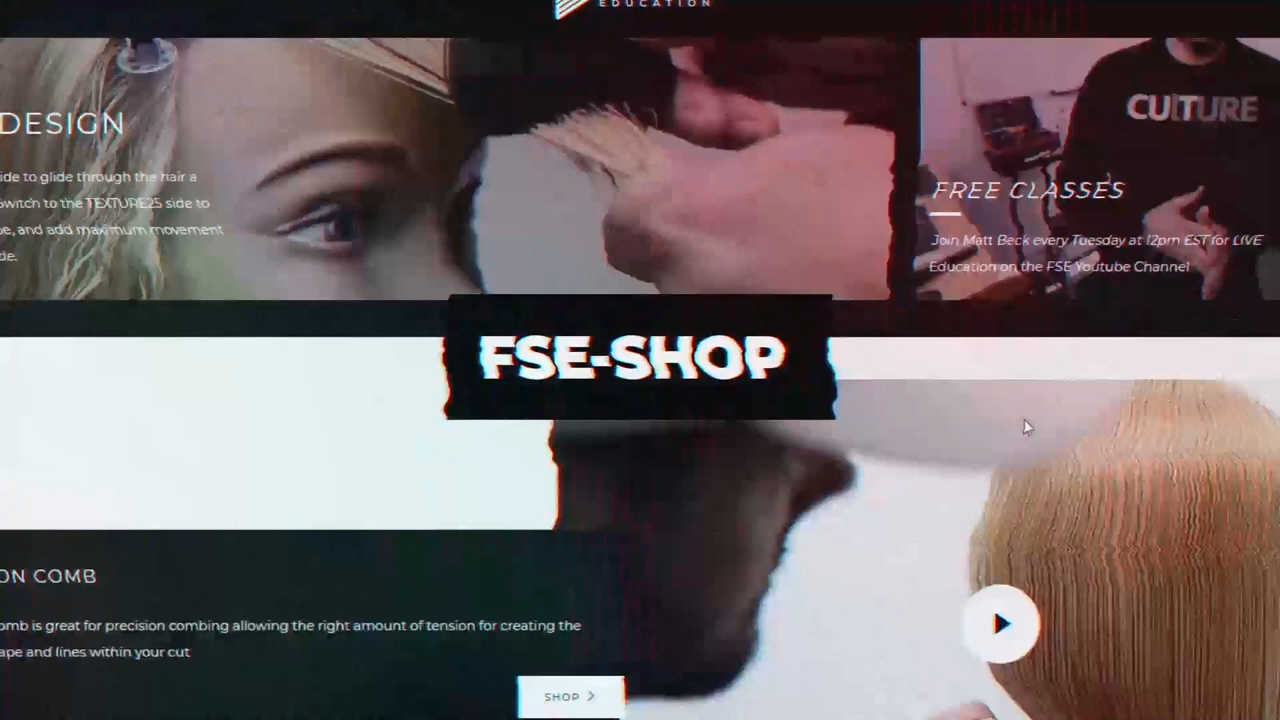 EDUCATION
DESIGN
ide to glide through the hair a
Switch to the TEXTURE25 side to
pe, and add maximum movement
de.
CULTURE
FREE CLASSES
Join Matt Beck every Tuesday at 12pm EST for LIVE
Education on the FSE Youtube Channel
FSE-SHOP
ON COMB
omb is great for precision combing allowing the right amount of tension for creating the
ape and lines within your cut
SHOP >